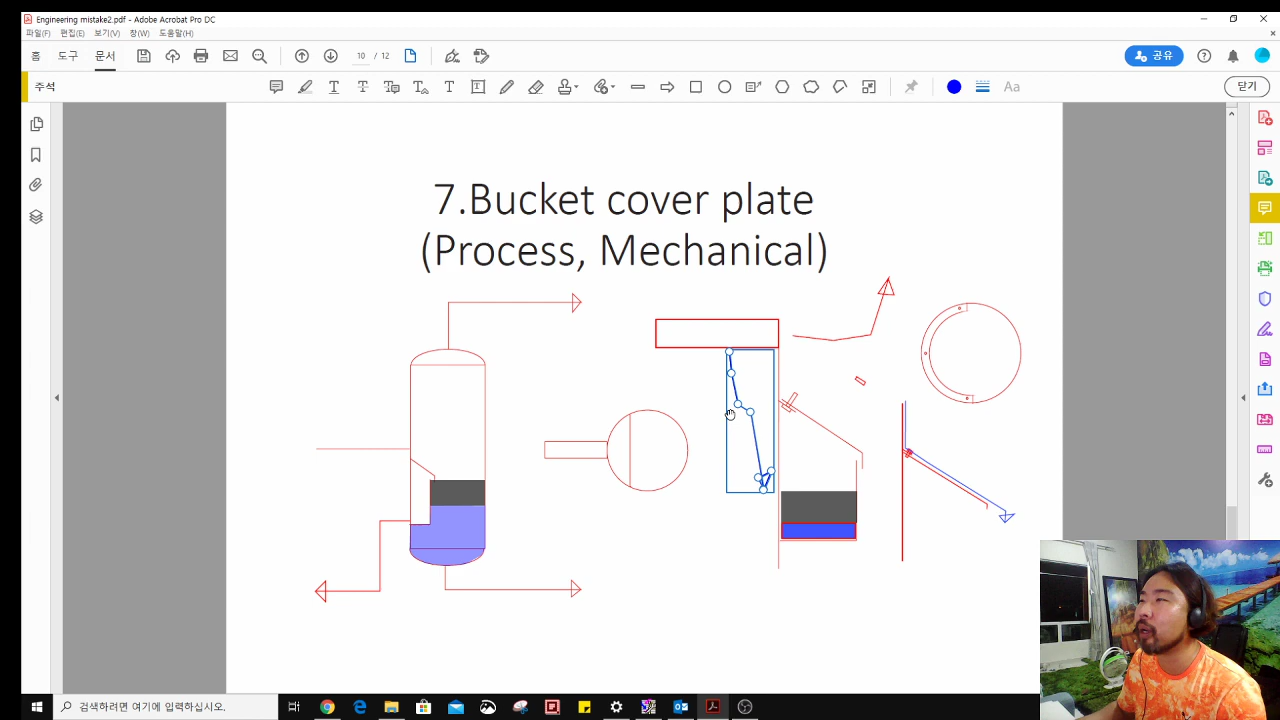 Engineering mistake2.pdf - Adobe Acrobat Pro DC
파일(F) 편집(E) 보기(V) 창(W) 도움말(H)
홈 도구 문서 10 / 12 공유
주석 Aa 닫기
7.Bucket cover plate
(Process, Mechanical)
검색하려면 여기에 입력하십시오.